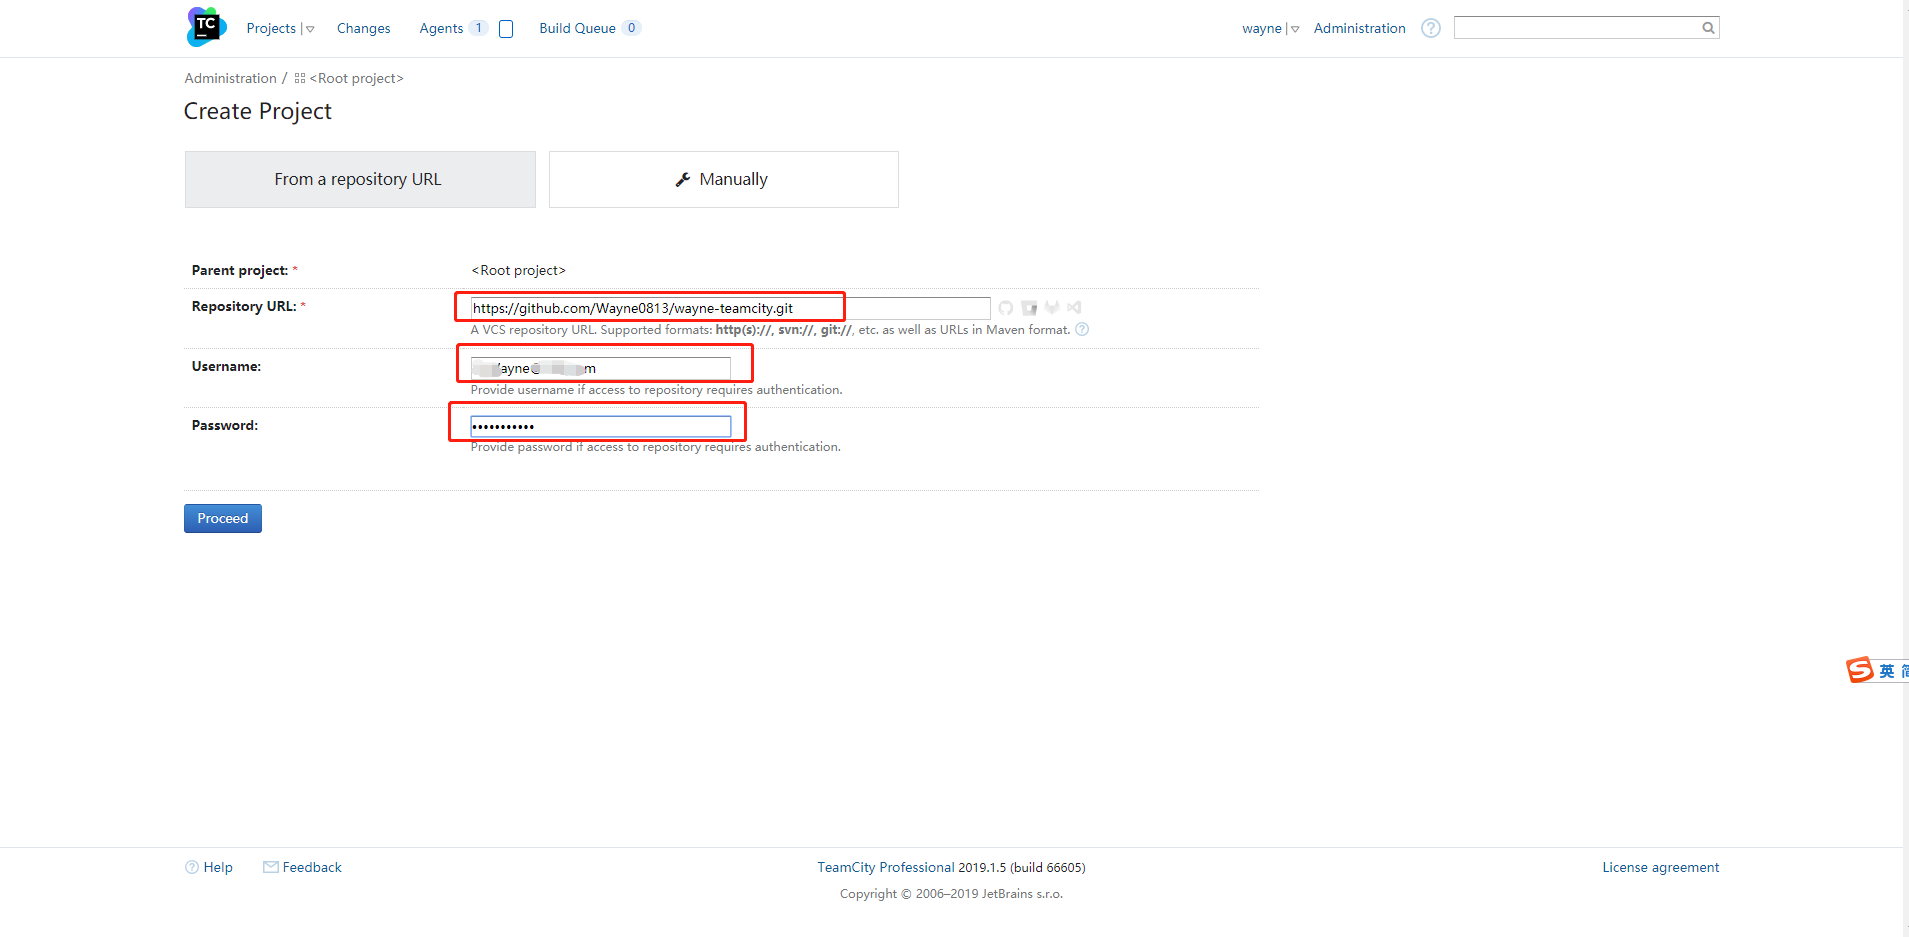 TC Projects Changes Agents 1 Build Queue 0 wayne Administration
Administration / <Root project>
Create Project
From a repository URL Manually
Parent project: * <Root project>
Repository URL: * https://github.com/Wayne0813/wayne-teamcity.git
A VCS repository URL. Supported formats: http(s)://, svn://, git://, etc. as well as URLs in Maven format.
Username:
Provide username if access to repository requires authentication.
Password: •••••••••••
Provide password if access to repository requires authentication.
Proceed
英 简
Help Feedback TeamCity Professional 2019.1.5 (build 66605) License agreement
Copyright © 2006–2019 JetBrains s.r.o.